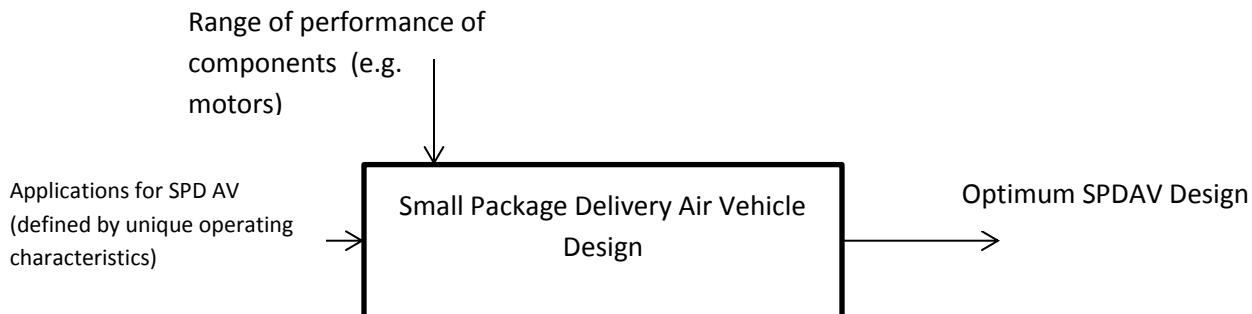 Range of performance of
components (e.g.
motors)
Applications for SPD AV
(defined by unique operating
characteristics)
Small Package Delivery Air Vehicle
Design
Optimum SPDAV Design